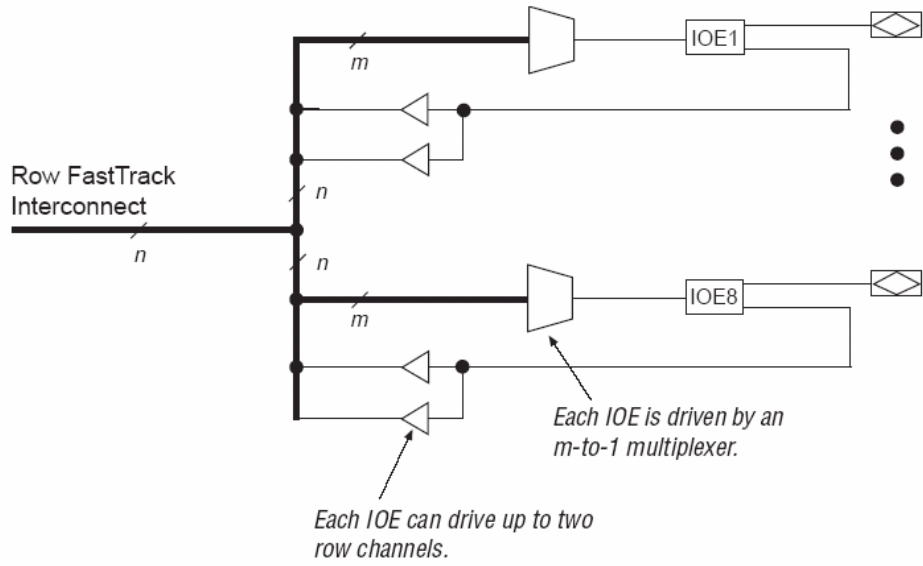 m
IOE1
Row FastTrack
Interconnect
n
n
n
m
IOE8
Each IOE is driven by an
m-to-1 multiplexer.
Each IOE can drive up to two
row channels.